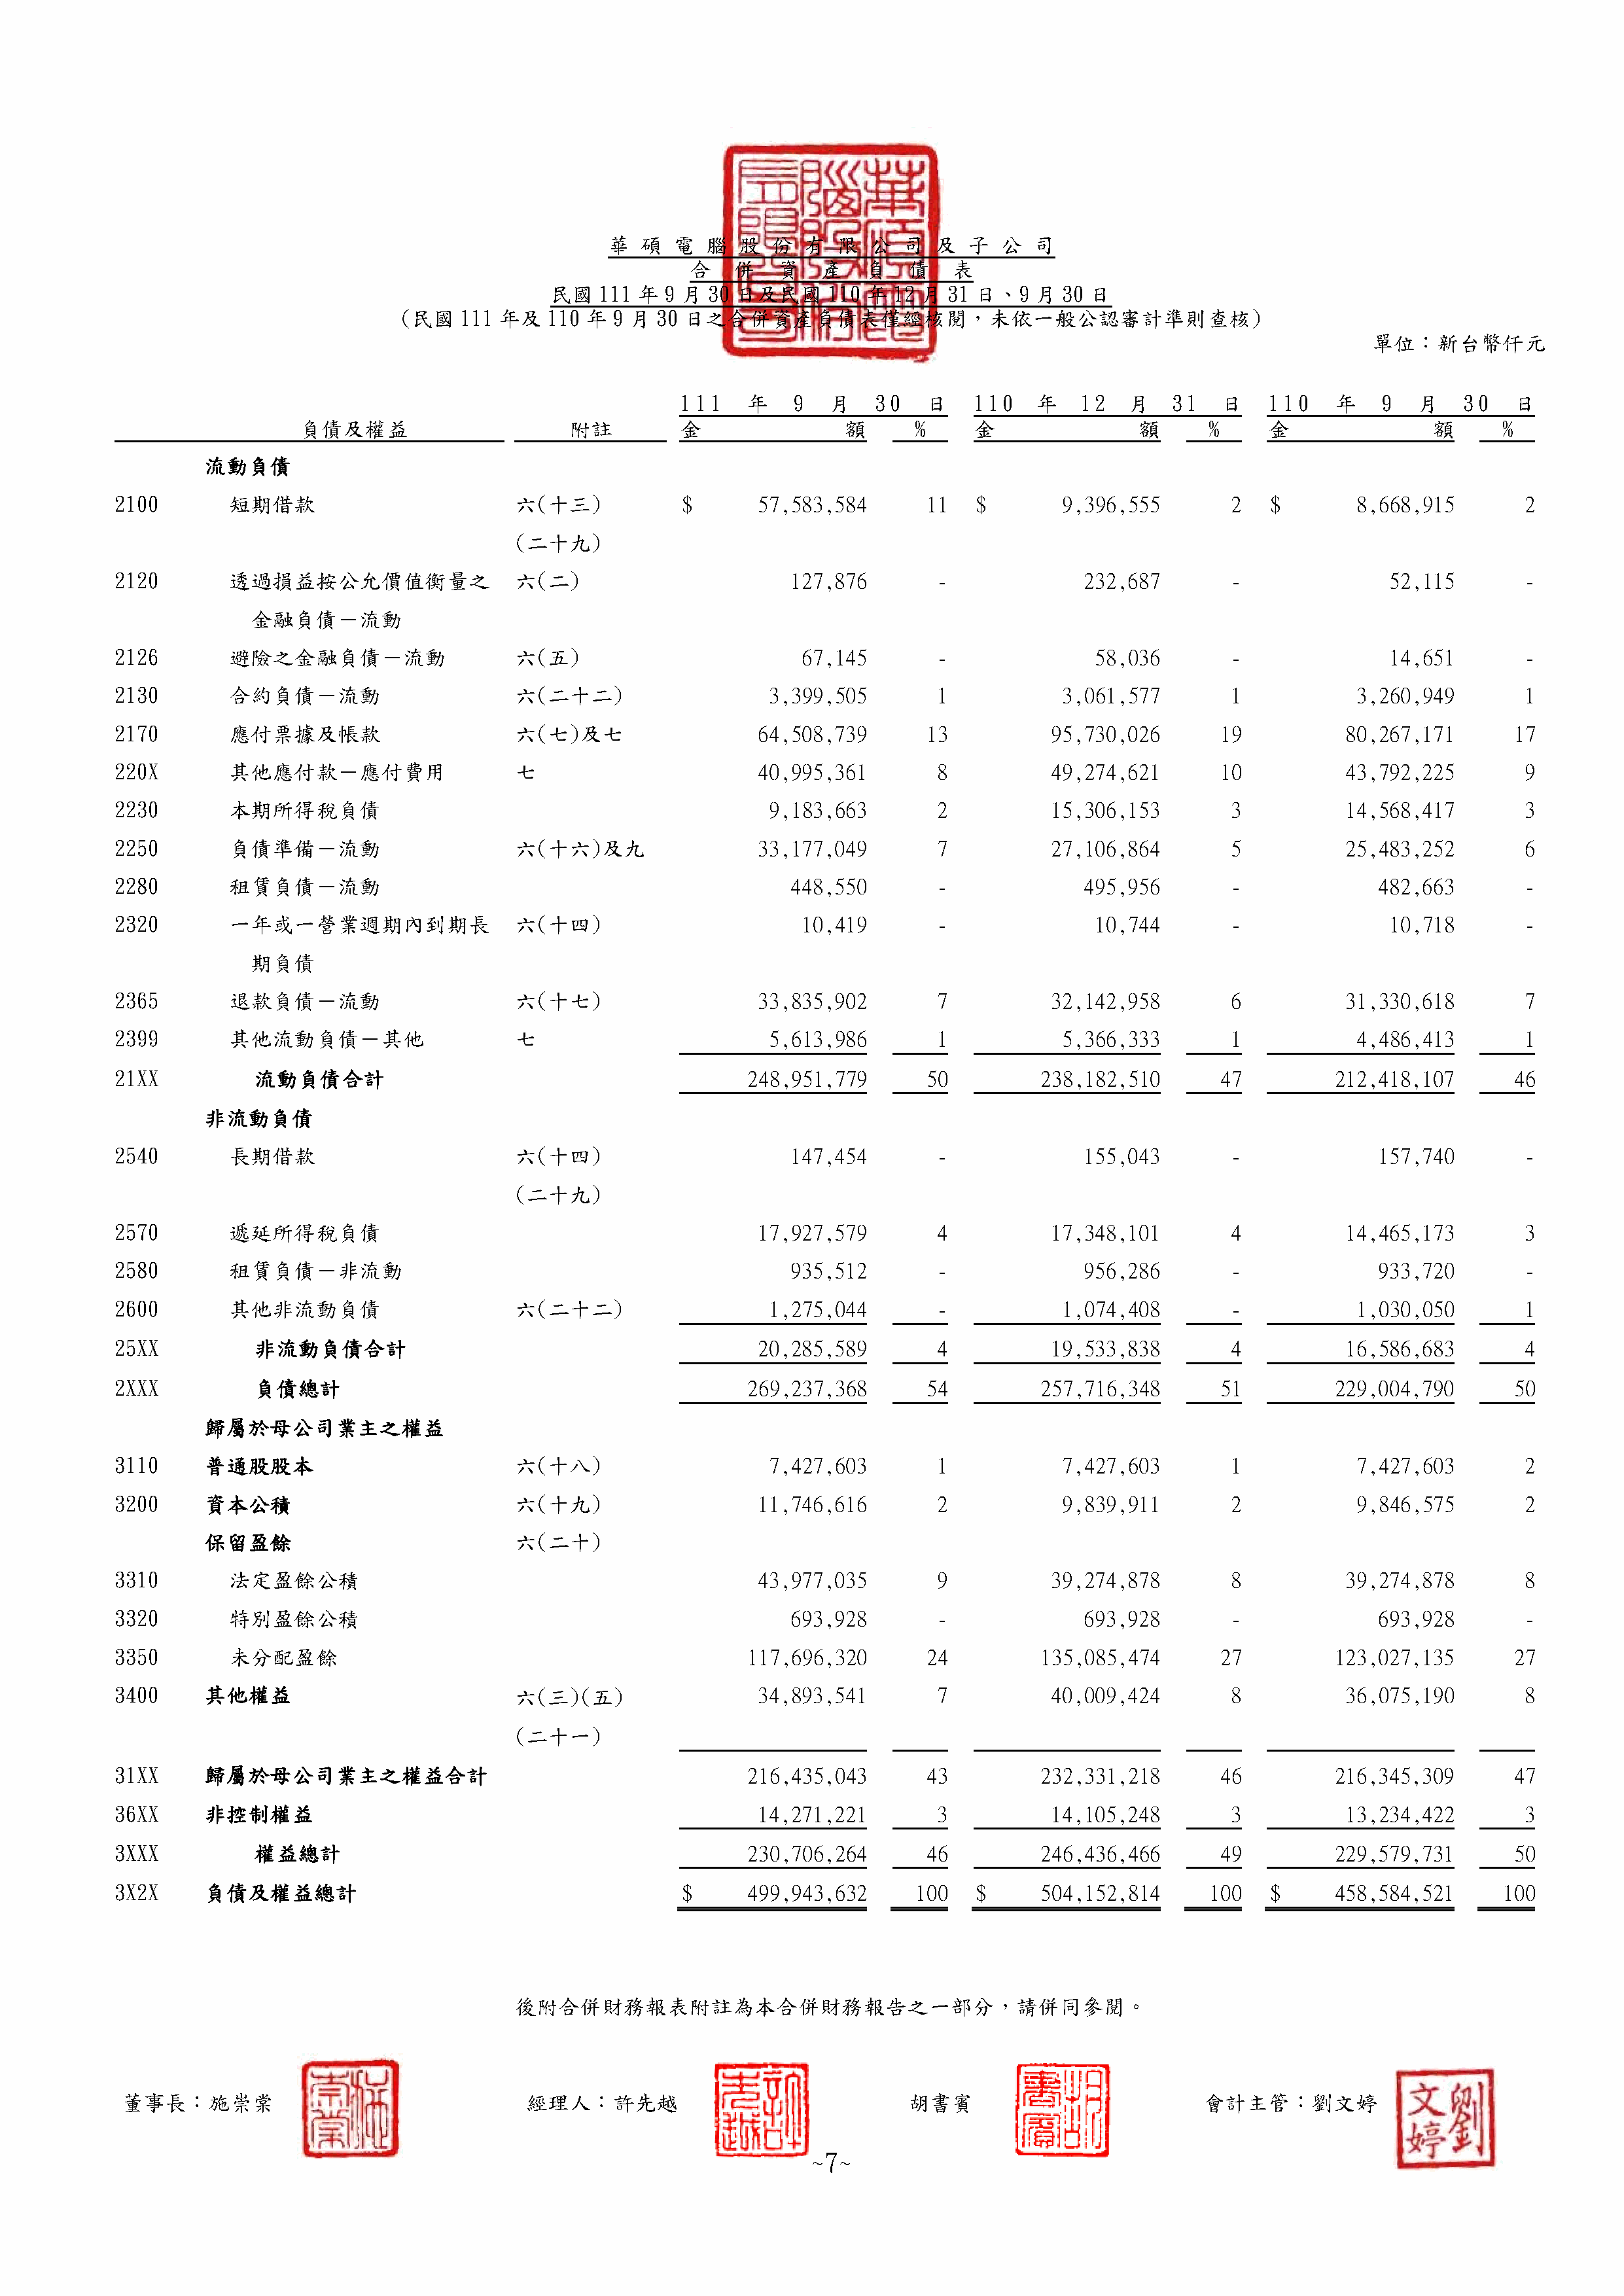 華碩電腦股份有限公司及子公司
合併資產負債表
民國111年9月30日及民國110年12月31日、9月30日
(民國111年及110年9月30日之合併資產負債表僅經核閱,未依一般公認審計準則查核)
單位:新台幣仟元
111 年 9 月 30 日 110 年 12 月 31 日 110 年 9 月 30 日
負債及權益 附註 金額 % 金額 % 金額 %
流動負債
2100 短期借款 六(十三) $ 57,583,584 11 $ 9,396,555 2 $ 8,668,915 2
(二十九)
2120 透過損益按公允價值衡量之 六(二) 127,876 - 232,687 - 52,115 -
金融負債-流動
2126 避險之金融負債-流動 六(五) 67,145 - 58,036 - 14,651 -
2130 合約負債-流動 六(二十二) 3,399,505 1 3,061,577 1 3,260,949 1
2170 應付票據及帳款 六(七)及七 64,508,739 13 95,730,026 19 80,267,171 17
220X 其他應付款-應付費用 七 40,995,361 8 49,274,621 10 43,792,225 9
2230 本期所得稅負債 9,183,663 2 15,306,153 3 14,568,417 3
2250 負債準備-流動 六(十六)及九 33,177,049 7 27,106,864 5 25,483,252 6
2280 租賃負債-流動 448,550 - 495,956 - 482,663 -
2320 一年或一營業週期內到期長 六(十四) 10,419 - 10,744 - 10,718 -
期負債
2365 退款負債-流動 六(十七) 33,835,902 7 32,142,958 6 31,330,618 7
2399 其他流動負債-其他 七 5,613,986 1 5,366,333 1 4,486,413 1
21XX 流動負債合計 248,951,779 50 238,182,510 47 212,418,107 46
非流動負債
2540 長期借款 六(十四) 147,454 - 155,043 - 157,740 -
(二十九)
2570 遞延所得稅負債 17,927,579 4 17,348,101 4 14,465,173 3
2580 租賃負債-非流動 935,512 - 956,286 - 933,720 -
2600 其他非流動負債 六(二十二) 1,275,044 - 1,074,408 - 1,030,050 1
25XX 非流動負債合計 20,285,589 4 19,533,838 4 16,586,683 4
2XXX 負債總計 269,237,368 54 257,716,348 51 229,004,790 50
歸屬於母公司業主之權益
3110 普通股股本 六(十八) 7,427,603 1 7,427,603 1 7,427,603 2
3200 資本公積 六(十九) 11,746,616 2 9,839,911 2 9,846,575 2
保留盈餘 六(二十)
3310 法定盈餘公積 43,977,035 9 39,274,878 8 39,274,878 8
3320 特別盈餘公積 693,928 - 693,928 - 693,928 -
3350 未分配盈餘 117,696,320 24 135,085,474 27 123,027,135 27
3400 其他權益 六(三)(五) 34,893,541 7 40,009,424 8 36,075,190 8
(二十一)
31XX 歸屬於母公司業主之權益合計 216,435,043 43 232,331,218 46 216,345,309 47
36XX 非控制權益 14,271,221 3 14,105,248 3 13,234,422 3
3XXX 權益總計 230,706,264 46 246,436,466 49 229,579,731 50
3X2X 負債及權益總計 $ 499,943,632 100 $ 504,152,814 100 $ 458,584,521 100
後附合併財務報表附註為本合併財務報告之一部分,請併同參閱。
董事長:施崇棠 經理人:許先越 胡書賓 會計主管:劉文婷
劉文婷
~7~